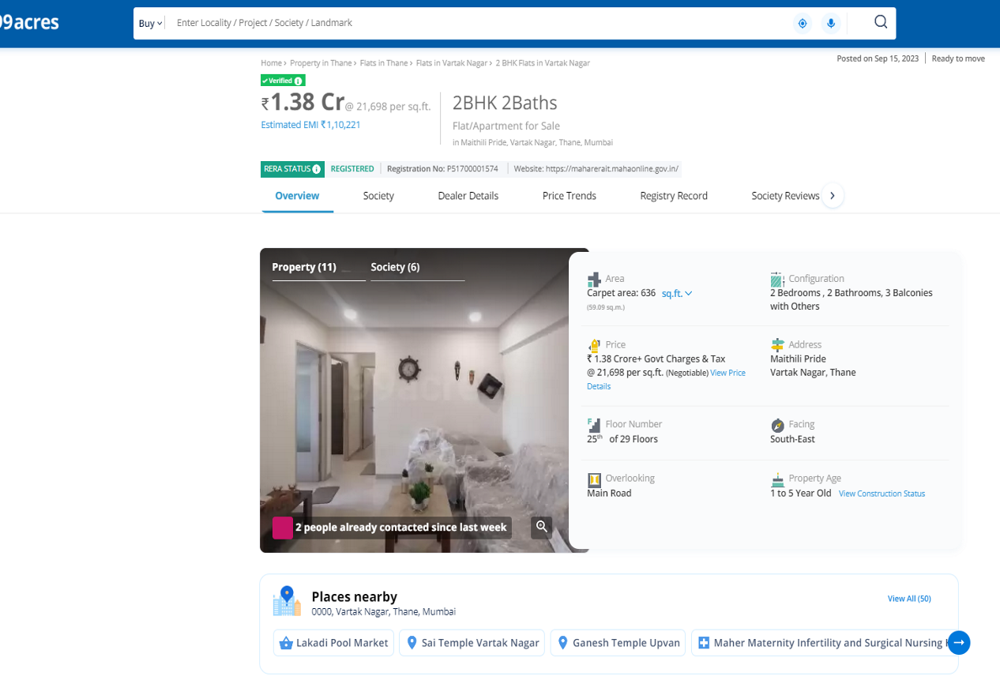 99acres
Buy
Enter Locality / Project / Society / Landmark
Home › Property in Thane › Flats in Thane › Flats in Vartak Nagar › 2 BHK Flats in Vartak Nagar
Posted on Sep 15, 2023 Ready to move
Verified
₹1.38 Cr @ 21,698 per sq.ft.
Estimated EMI ₹1,10,221
2BHK 2Baths
Flat/Apartment for Sale
in Maithili Pride, Vartak Nagar, Thane, Mumbai
RERA STATUS REGISTERED Registration No: P51700001574 Website: https://maharerait.mahaonline.gov.in/
Overview Society Dealer Details Price Trends Registry Record Society Reviews
Property (11) Society (6)
Area
Carpet area: 636 sq.ft.
(59.09 sq.m.)
Configuration
2 Bedrooms , 2 Bathrooms, 3 Balconies
with Others
Price
₹ 1.38 Crore+ Govt Charges & Tax
@ 21,698 per sq.ft. (Negotiable) View Price
Details
Address
Maithili Pride
Vartak Nagar, Thane
Floor Number
25th of 29 Floors
Facing
South-East
Overlooking
Main Road
Property Age
1 to 5 Year Old View Construction Status
2 people already contacted since last week
Places nearby
0000, Vartak Nagar, Thane, Mumbai
View All (50)
Lakadi Pool Market
Sai Temple Vartak Nagar
Ganesh Temple Upvan
Maher Maternity Infertility and Surgical Nursing